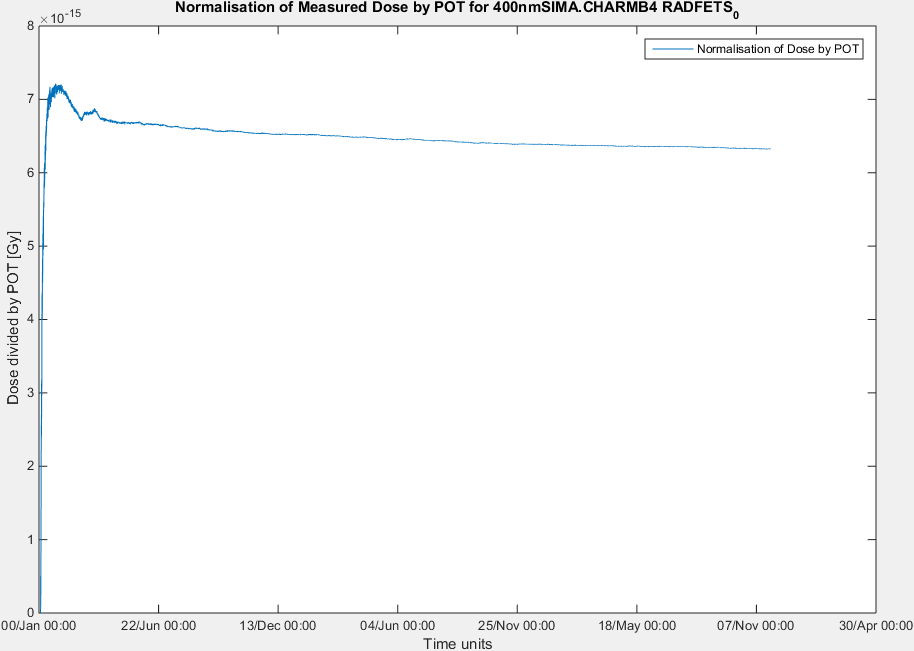 Normalisation of Measured Dose by POT for 400nmSIMA.CHARMB4 RADFETS_0
×10^-15
Normalisation of Dose by POT
8
7
6
5
4
3
2
1
0
Dose divided by POT [Gy]
00/Jan 00:00 22/Jun 00:00 13/Dec 00:00 04/Jun 00:00 25/Nov 00:00 18/May 00:00 07/Nov 00:00 30/Apr 00:00
Time units